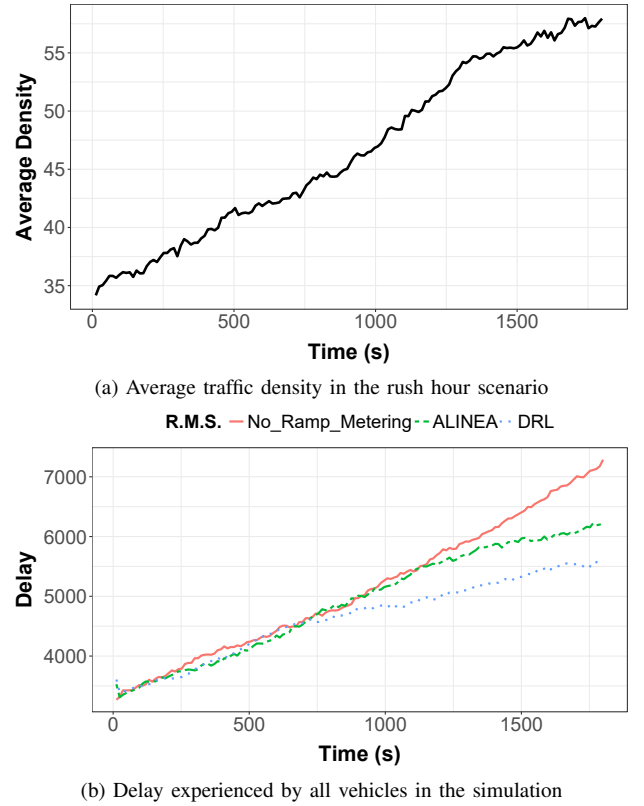 55
50
45
40
35
Average Density
0 500 1000 1500
Time (s)
(a) Average traffic density in the rush hour scenario
R.M.S. No_Ramp_Metering ALINEA DRL
7000
6000
5000
4000
Delay
0 500 1000 1500
Time (s)
(b) Delay experienced by all vehicles in the simulation